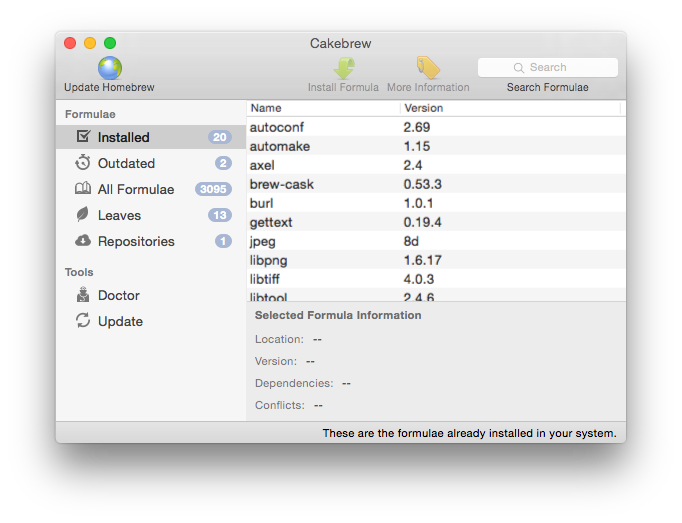 Cakebrew
Update Homebrew
Install Formula
More Information
Search
Search Formulae
Formulae
Installed 20
Outdated 2
All Formulae 3095
Leaves 13
Repositories 1
Tools
Doctor
Update
Name Version
autoconf 2.69
automake 1.15
axel 2.4
brew-cask 0.53.3
burl 1.0.1
gettext 0.19.4
jpeg 8d
libpng 1.6.17
libtiff 4.0.3
libtool 2.4.6
Selected Formula Information
Location: --
Version: --
Dependencies: --
Conflicts: --
These are the formulae already installed in your system.